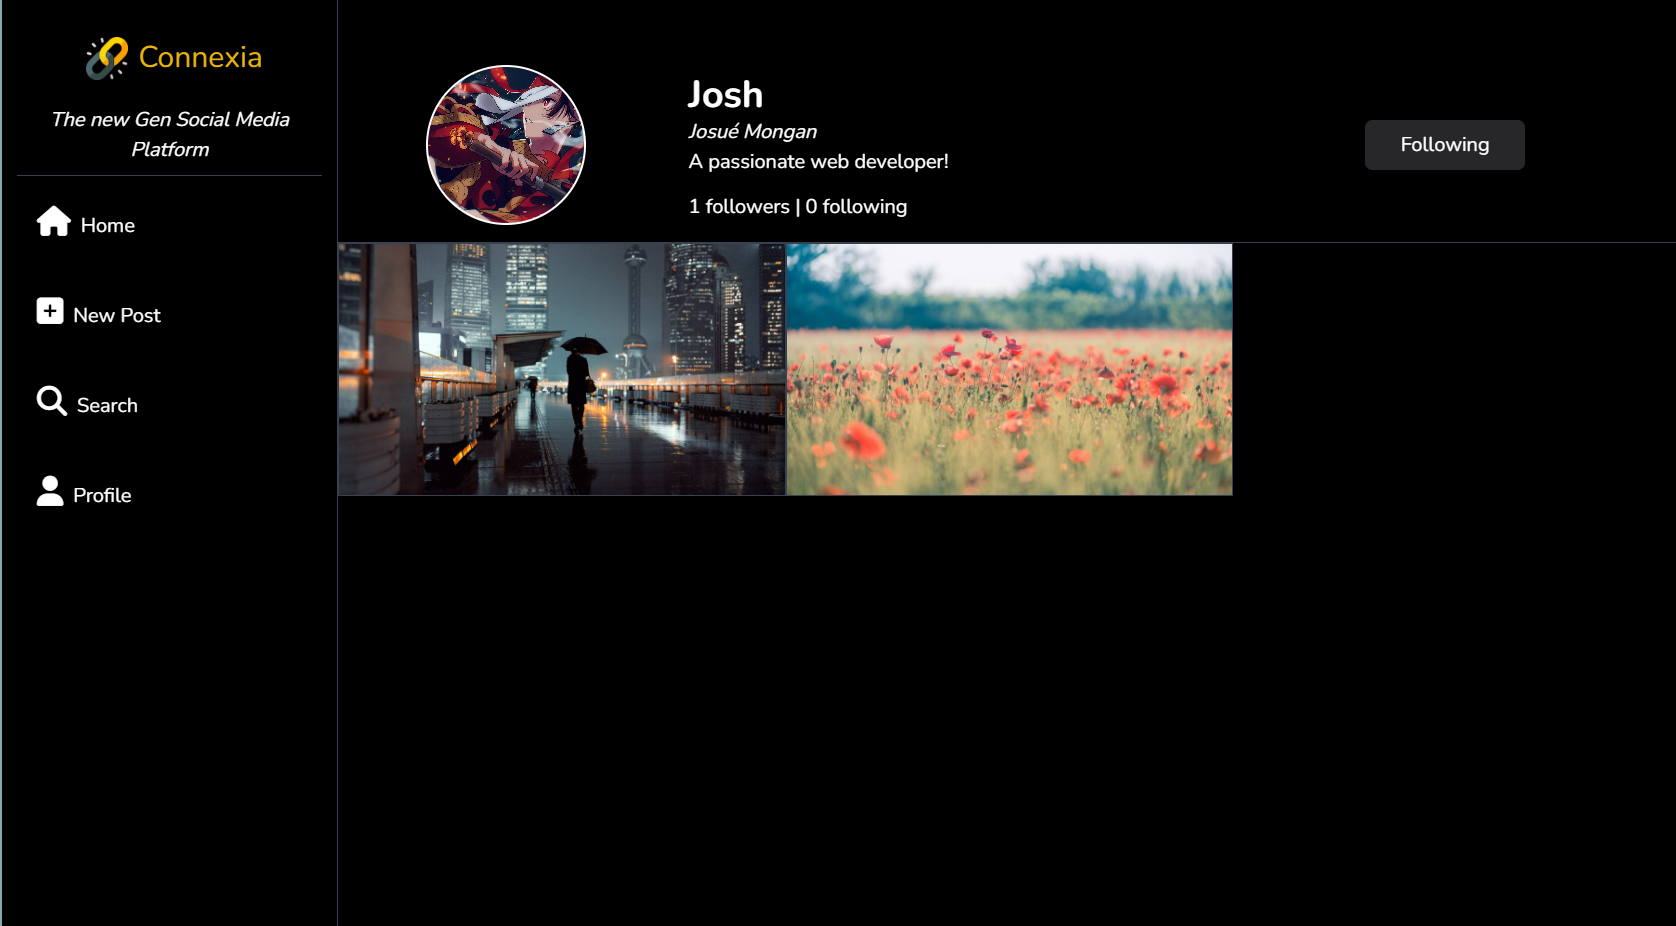 Connexia
The new Gen Social Media
Platform
Home
New Post
Search
Profile
Josh
Josué Mongan
A passionate web developer!
1 followers | 0 following
Following